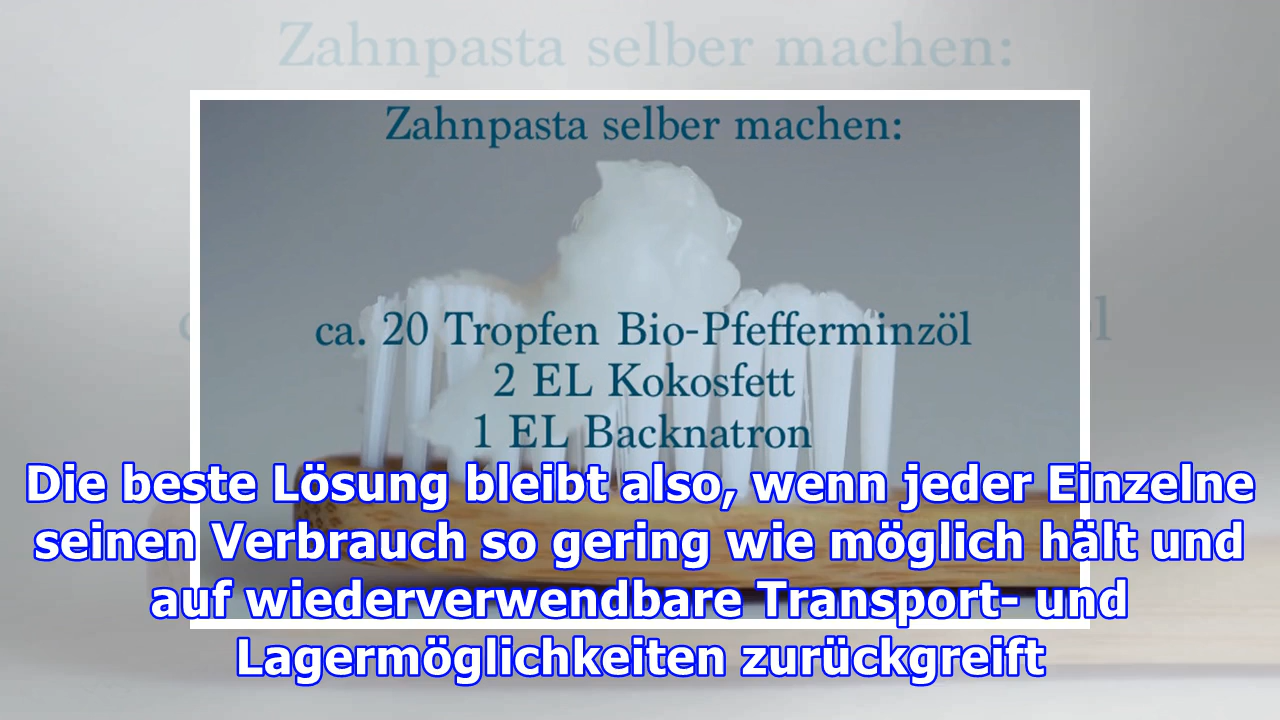 Zahnpasta selber machen:
Zahnpasta selber machen:
ca. 20 Tropfen Bio-Pfefferminzöl
2 EL Kokosfett
1 EL Backnatron
Die beste Lösung bleibt also, wenn jeder Einzelne
seinen Verbrauch so gering wie möglich hält und
auf wiederverwendbare Transport- und
Lagermöglichkeiten zurückgreift